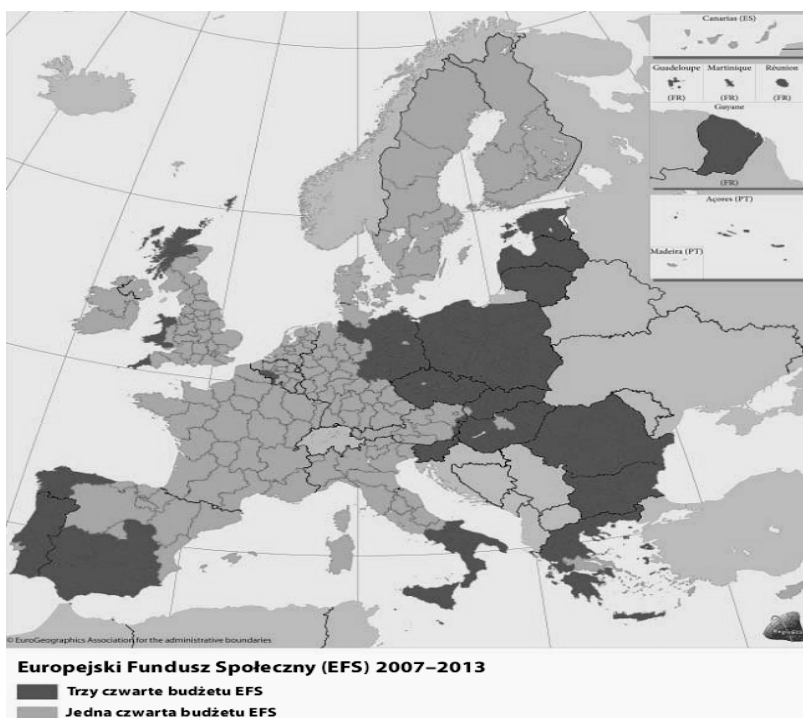 Canarias (ES)
Guadeloupe Martinique Réunion
(FR) (FR) (FR)
Guyane
(FR)
Açores (PT)
Madeira (PT)
© EuroGeographics Association for the administrative boundaries
Europejski Fundusz Społeczny (EFS) 2007–2013
Trzy czwarte budżetu EFS
Jedna czwarta budżetu EFS